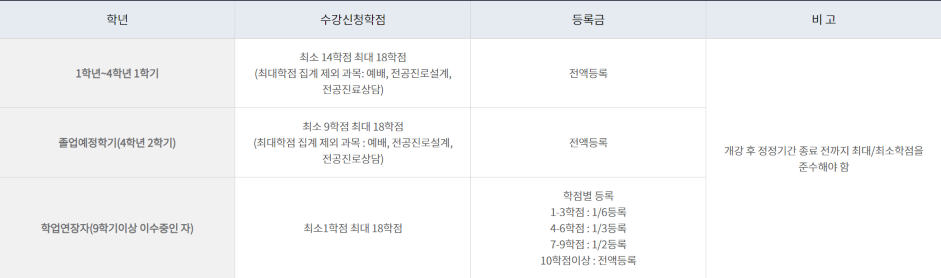 학년
수강신청학점
등록금
비 고
1학년~4학년 1학기
최소 14학점 최대 18학점
(최대학점 집계 제외 과목: 예배, 전공진로설계,
전공진료상담)
전액등록
개강 후 정정기간 종료 전까지 최대/최소학점을
준수해야 함
졸업예정학기(4학년 2학기)
최소 9학점 최대 18학점
(최대학점 집계 제외 과목 : 예배, 전공진로설계,
전공진로상담)
전액등록
학업연장자(9학기이상 이수중인 자)
최소1학점 최대 18학점
학점별 등록
1-3학점 : 1/6등록
4-6학점 : 1/3등록
7-9학점 : 1/2등록
10학점이상 : 전액등록